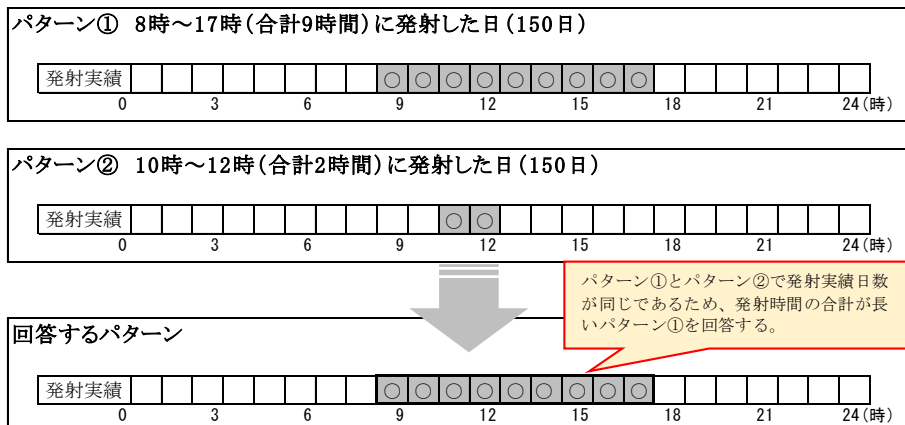 パターン① 8時～17時(合計9時間)に発射した日(150日)
発射実績 ○ ○ ○ ○ ○ ○ ○ ○ ○
0 3 6 9 12 15 18 21 24(時)
パターン② 10時～12時(合計2時間)に発射した日(150日)
発射実績 ○ ○
0 3 6 9 12 15 18 21 24(時)
パターン①とパターン②で発射実績日数
が同じであるため、発射時間の合計が長
いパターン①を回答する。
回答するパターン
発射実績 ○ ○ ○ ○ ○ ○ ○ ○ ○
0 3 6 9 12 15 18 21 24(時)